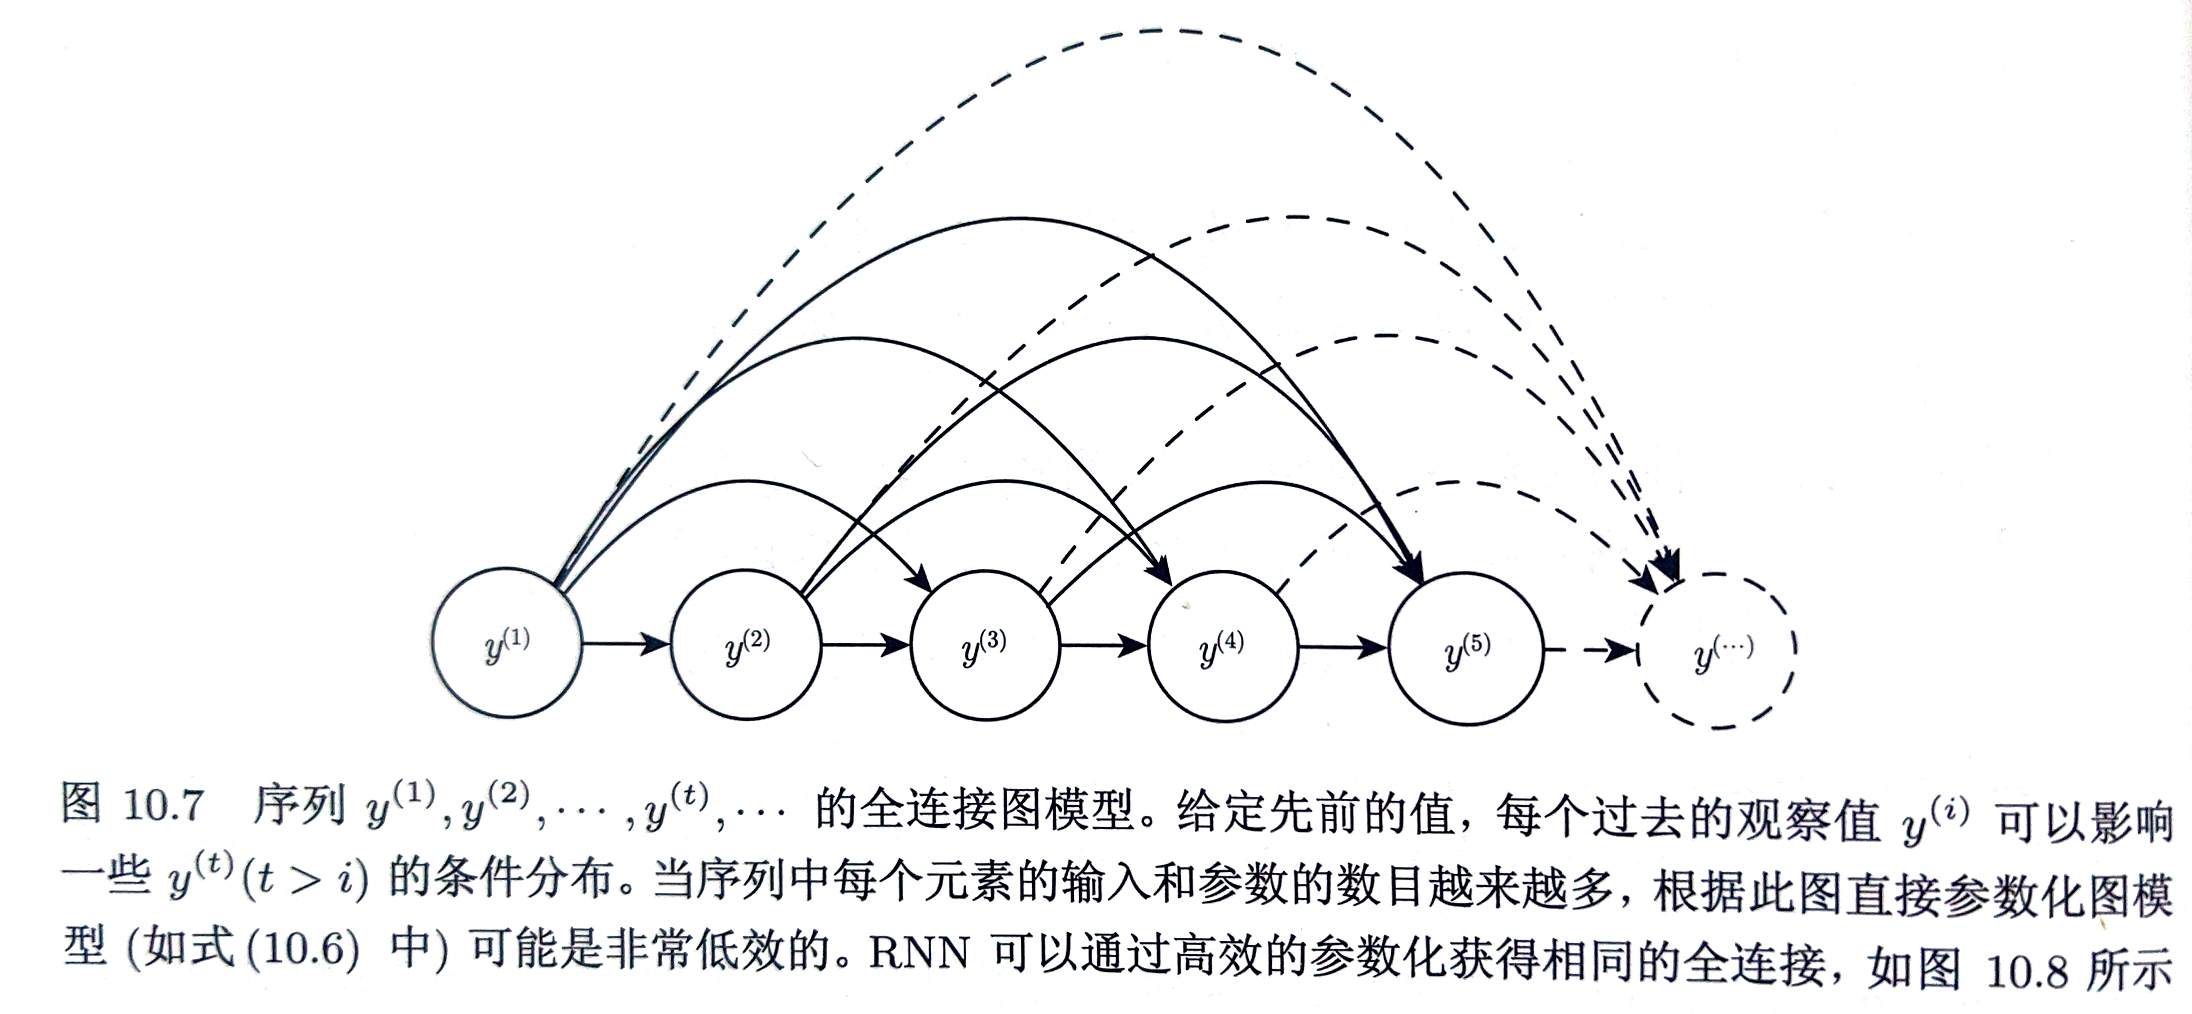 y^(1) y^(2) y^(3) y^(4) y^(5) y^(⋯)
图 10.7 序列 y^(1), y^(2), ⋯ , y^(t), ⋯ 的全连接图模型。给定先前的值，每个过去的观察值 y^(i) 可以影响
一些 y^(t)(t > i) 的条件分布。当序列中每个元素的输入和参数的数目越来越多，根据此图直接参数化图模
型 (如式 (10.6) 中) 可能是非常低效的。RNN 可以通过高效的参数化获得相同的全连接，如图 10.8 所示